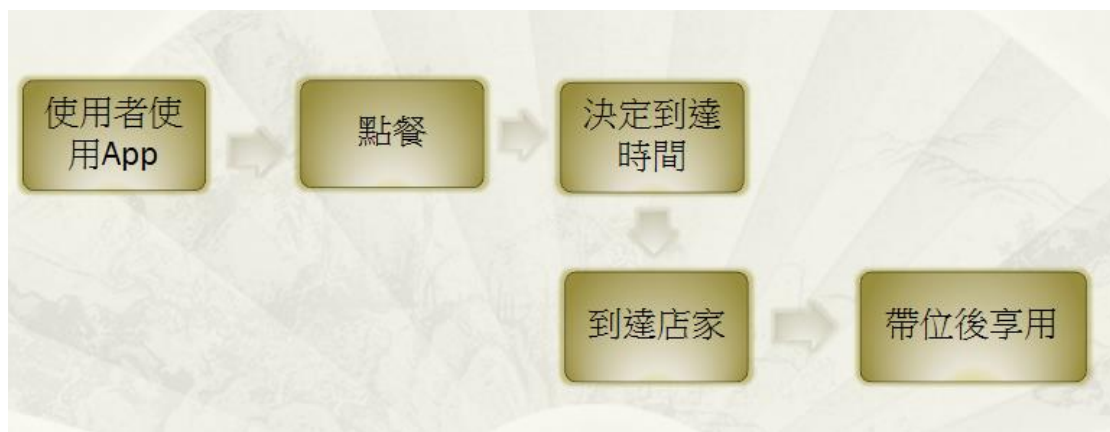 使用者使
用App
點餐
決定到達
時間
到達店家
帶位後享用